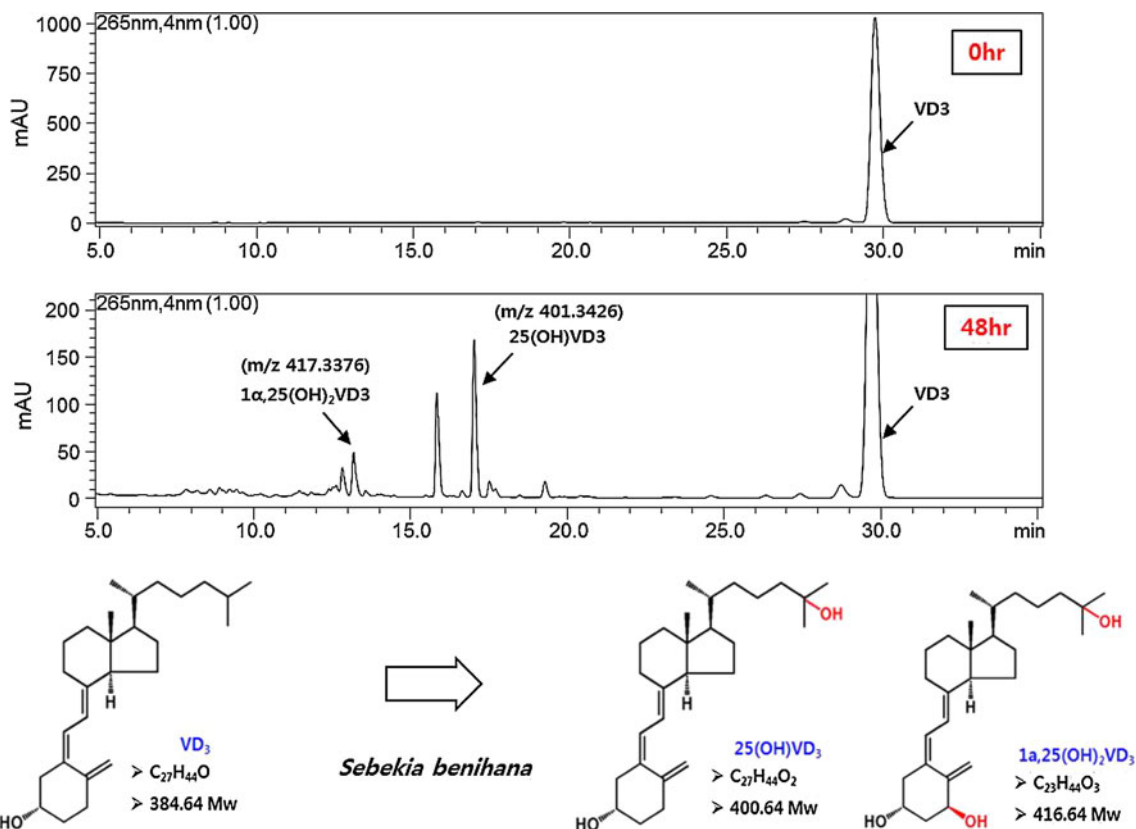 265nm,4nm (1.00)
0hr
VD3
mAU
1000
750
500
250
0
5.0 10.0 15.0 20.0 25.0 30.0 min
265nm,4nm (1.00)
48hr
(m/z 401.3426)
25(OH)VD3
(m/z 417.3376)
1α,25(OH)₂VD3
VD3
mAU
200
150
100
50
0
5.0 10.0 15.0 20.0 25.0 30.0 min
H
HO
VD₃
➢ C₂₇H₄₄O
➢ 384.64 Mw
Sebekia benihana
OH
H
HO
25(OH)VD₃
➢ C₂₇H₄₄O₂
➢ 400.64 Mw
OH
H
HO
OH
1a,25(OH)₂VD₃
➢ C₂₃H₄₄O₃
➢ 416.64 Mw